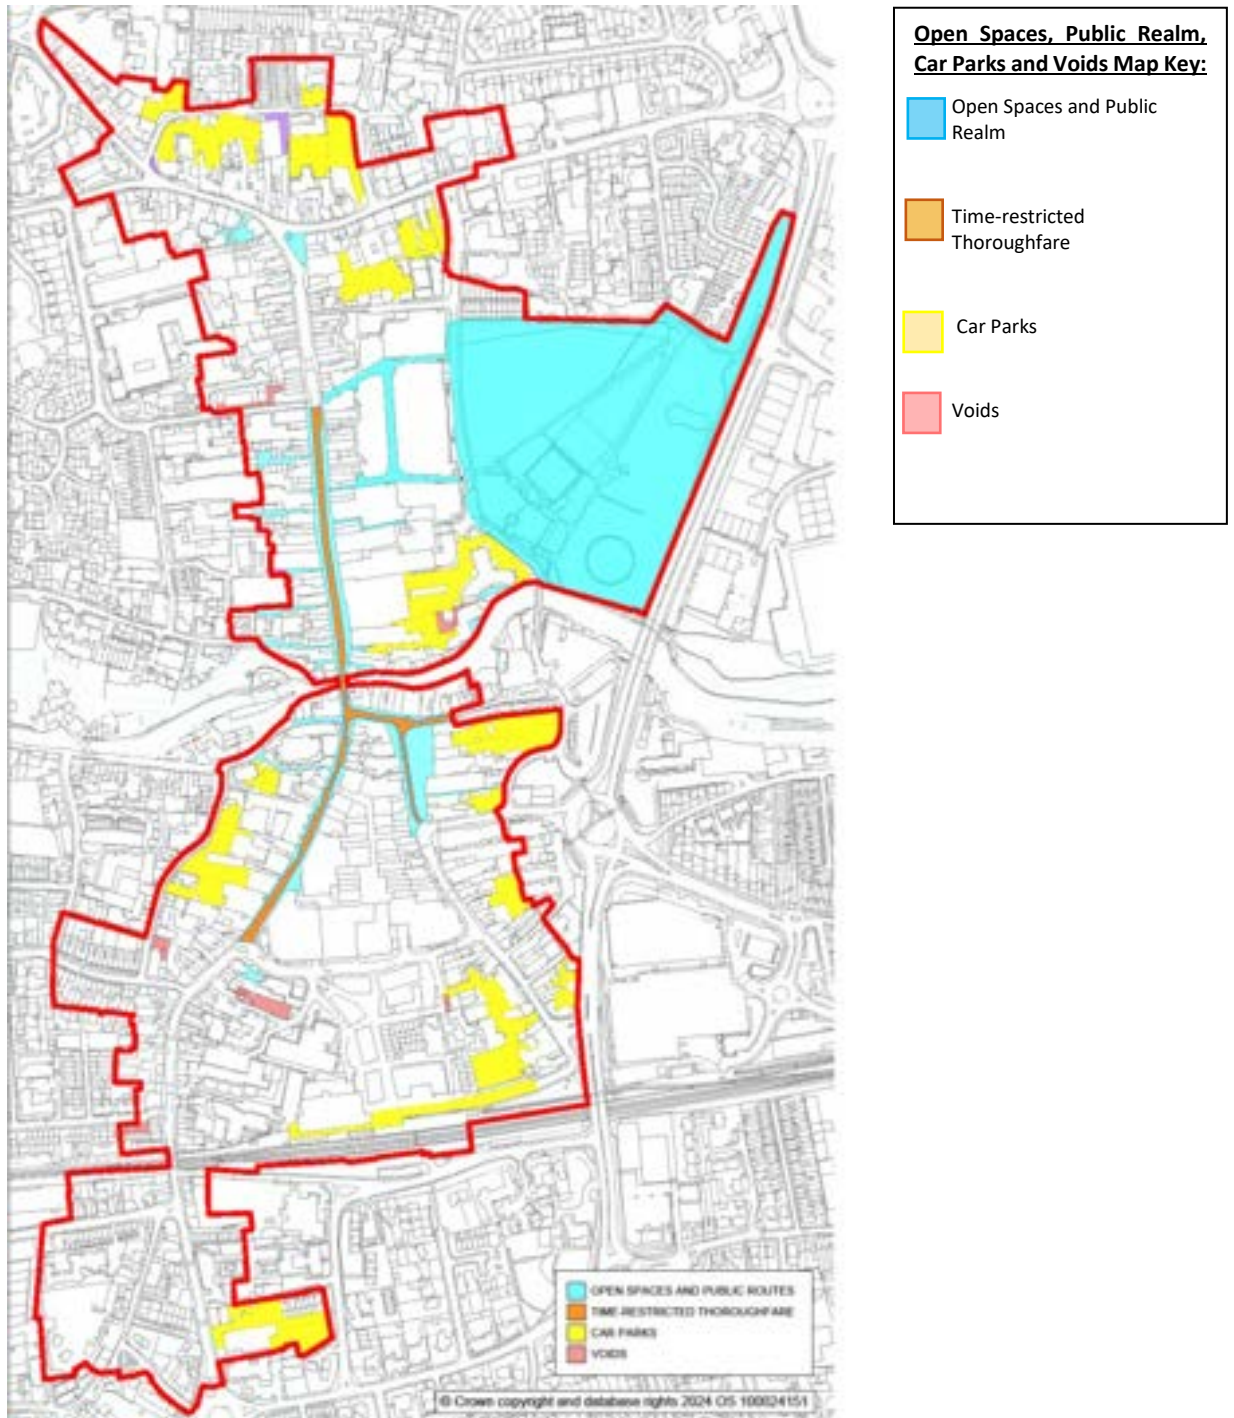 Open Spaces, Public Realm,
Car Parks and Voids Map Key:
Open Spaces and Public
Realm
Time-restricted
Thoroughfare
Car Parks
Voids
OPEN SPACES AND PUBLIC ROUTES
TIME-RESTRICTED THOROUGHFARE
CAR PARKS
VOIDS
© Crown copyright and database rights 2024 OS 100024151